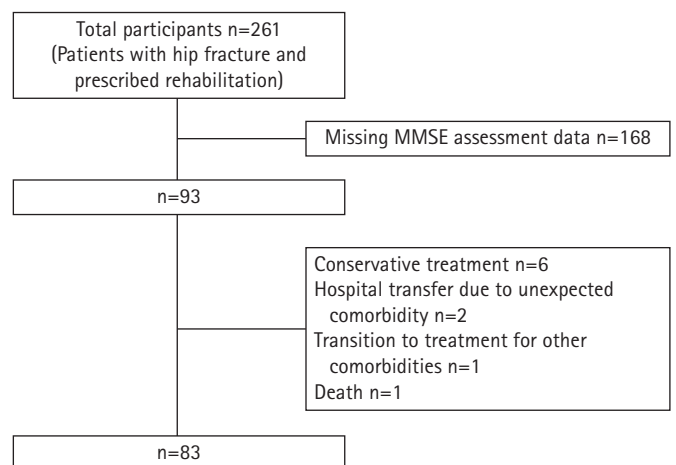 Total participants n=261
(Patients with hip fracture and
prescribed rehabilitation)
Missing MMSE assessment data n=168
n=93
Conservative treatment n=6
Hospital transfer due to unexpected
comorbidity n=2
Transition to treatment for other
comorbidities n=1
Death n=1
n=83